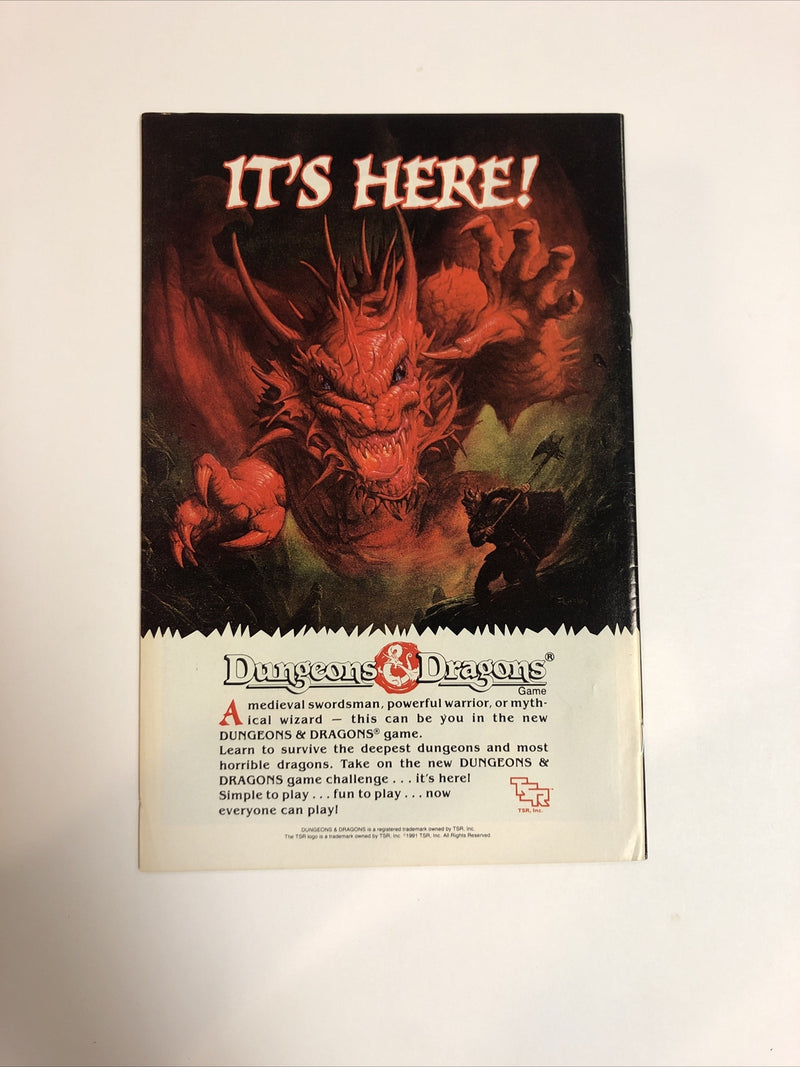 IT'S HERE!
Dungeons & Dragons®
Game
A medieval swordsman, powerful warrior, or myth-
ical wizard — this can be you in the new
DUNGEONS & DRAGONS® game.
Learn to survive the deepest dungeons and most
horrible dragons. Take on the new DUNGEONS &
DRAGONS game challenge . . . it's here!
Simple to play . . . fun to play . . . now
everyone can play!
TSR
TSR, Inc.
DUNGEONS & DRAGONS is a registered trademark owned by TSR, Inc.
The TSR logo is a trademark owned by TSR, Inc. ©1991 TSR, Inc. All Rights Reserved.